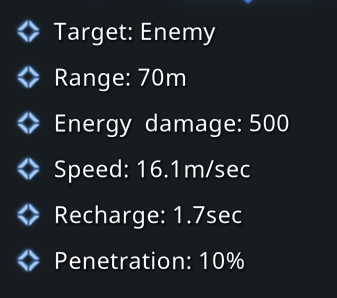 Target: Enemy
Range: 70m
Energy  damage: 500
Speed: 16.1m/sec
Recharge: 1.7sec
Penetration: 10%